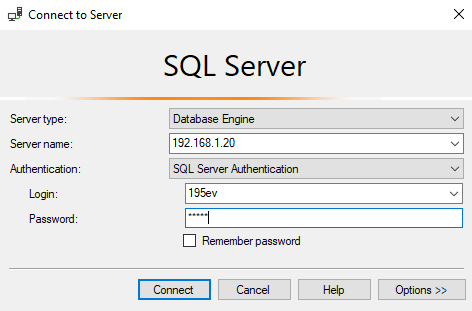 Connect to Server
SQL Server
Server type: Database Engine
Server name: 192.168.1.20
Authentication: SQL Server Authentication
Login: 195ev
Password: *****
Remember password
Connect Cancel Help Options >>